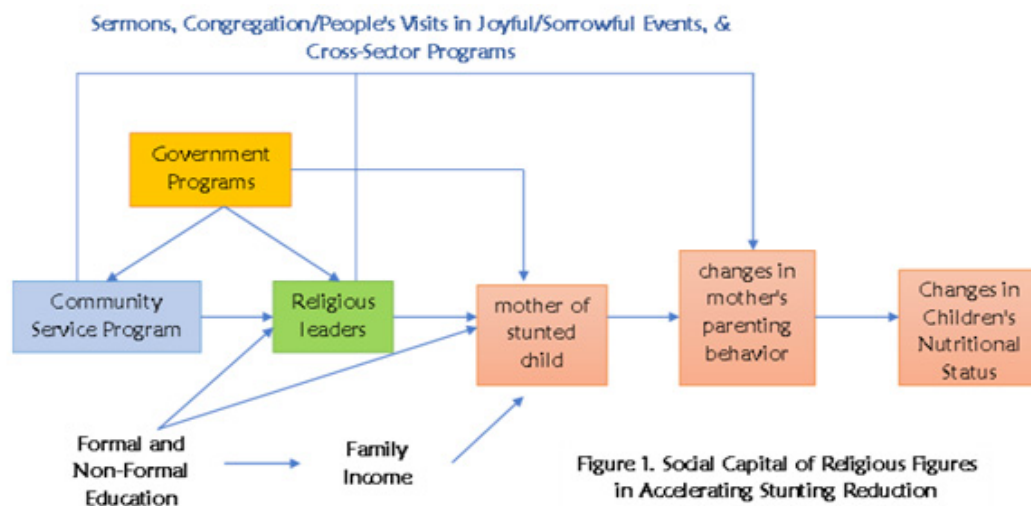 Sermons, Congregation/People's Visits in Joyful/Sorrowful Events, &
Cross-Sector Programs
Government
Programs
Community
Service Program
Religious
leaders
mother of
stunted
child
changes in
mother's
parenting
behavior
Changes in
Children's
Nutritional
Status
Formal and
Non-Formal
Education
Family
Income
Figure 1. Social Capital of Religious Figures
in Accelerating Stunting Reduction